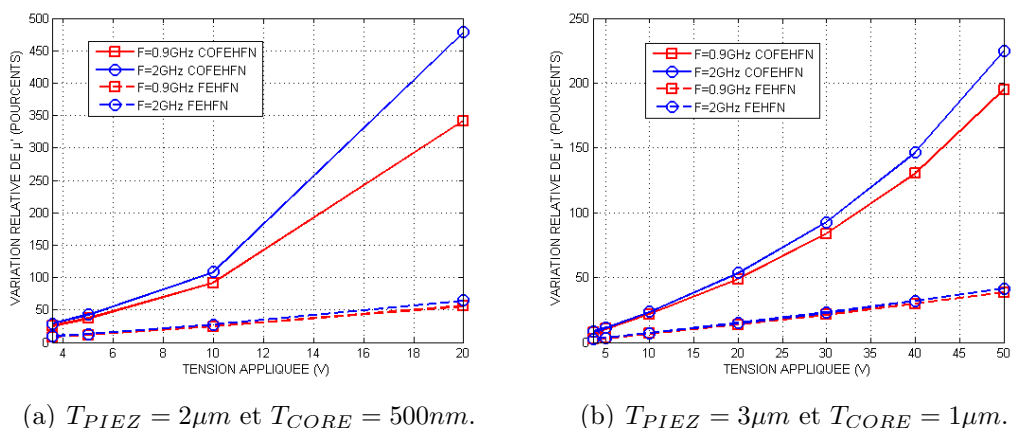 500
450
400
350
300
250
200
150
100
50
0
VARIATION RELATIVE DE µ' (POURCENTS)
F=0.9GHz COFEHFN
F=2GHz COFEHFN
F=0.9GHz FEHFN
F=2GHz FEHFN
4 6 8 10 12 14 16 18 20
TENSION APPLIQUEE (V)
(a) T_PIEZ = 2µm et T_CORE = 500nm.
250
200
150
100
50
0
VARIATION RELATIVE DE µ' (POURCENTS)
F=0.9GHz COFEHFN
F=2GHz COFEHFN
F=0.9GHz FEHFN
F=2GHz FEHFN
5 10 15 20 25 30 35 40 45 50
TENSION APPLIQUEE (V)
(b) T_PIEZ = 3µm et T_CORE = 1µm.